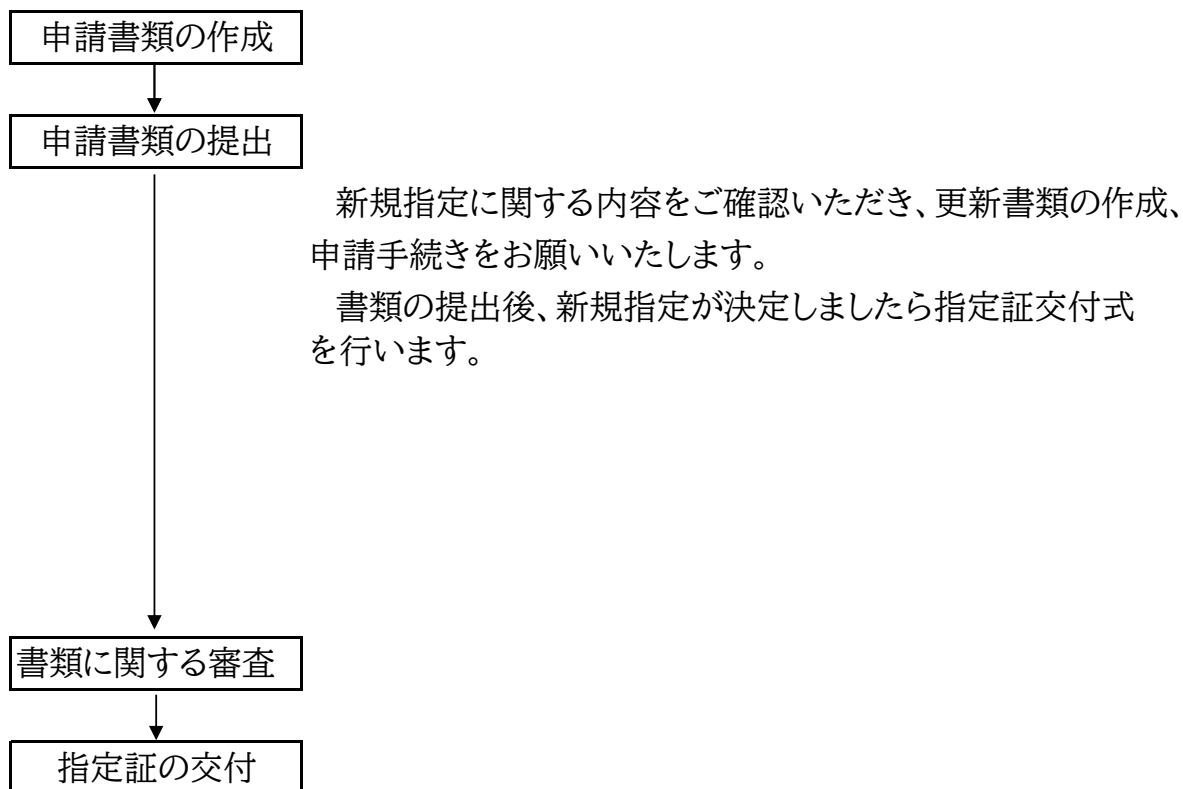 申請書類の作成
申請書類の提出
新規指定に関する内容をご確認いただき、更新書類の作成、
申請手続きをお願いいたします。
書類の提出後、新規指定が決定しましたら指定証交付式
を行います。
書類に関する審査
指定証の交付